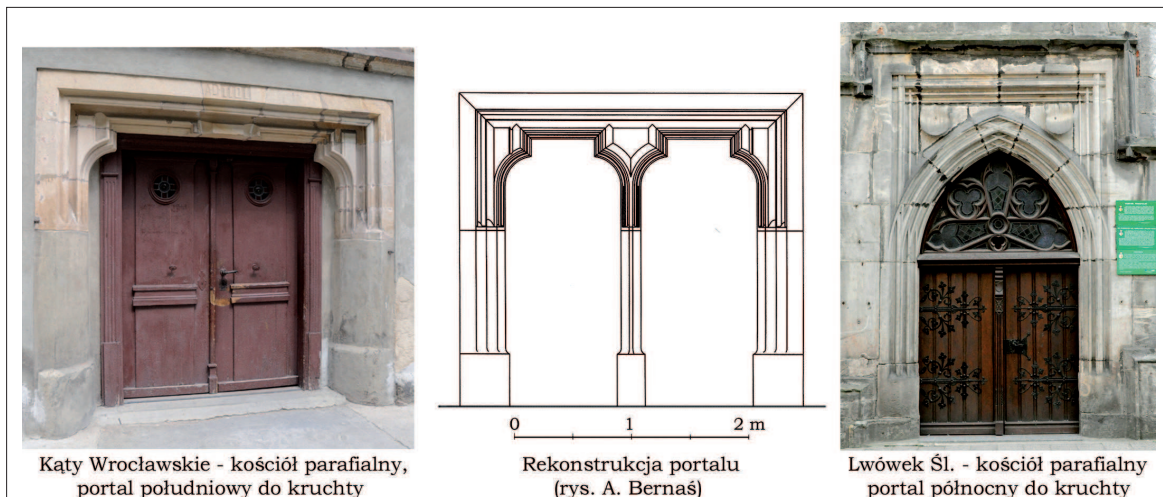 0 1 2 m
Kąty Wrocławskie - kościół parafialny,
portal południowy do kruchty
Rekonstrukcja portalu
(rys. A. Bernaś)
Lwówek Śl. - kościół parafialny
portal północny do kruchty